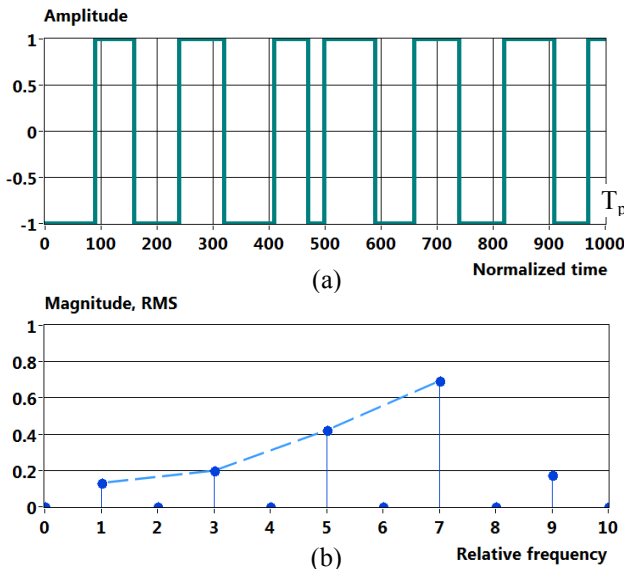 Amplitude
1
0.5
0
-0.5
-1
T_p
0 100 200 300 400 500 600 700 800 900 1000
Normalized time
(a)
Magnitude, RMS
1
0.8
0.6
0.4
0.2
0
0 1 2 3 4 5 6 7 8 9 10
(b) Relative frequency